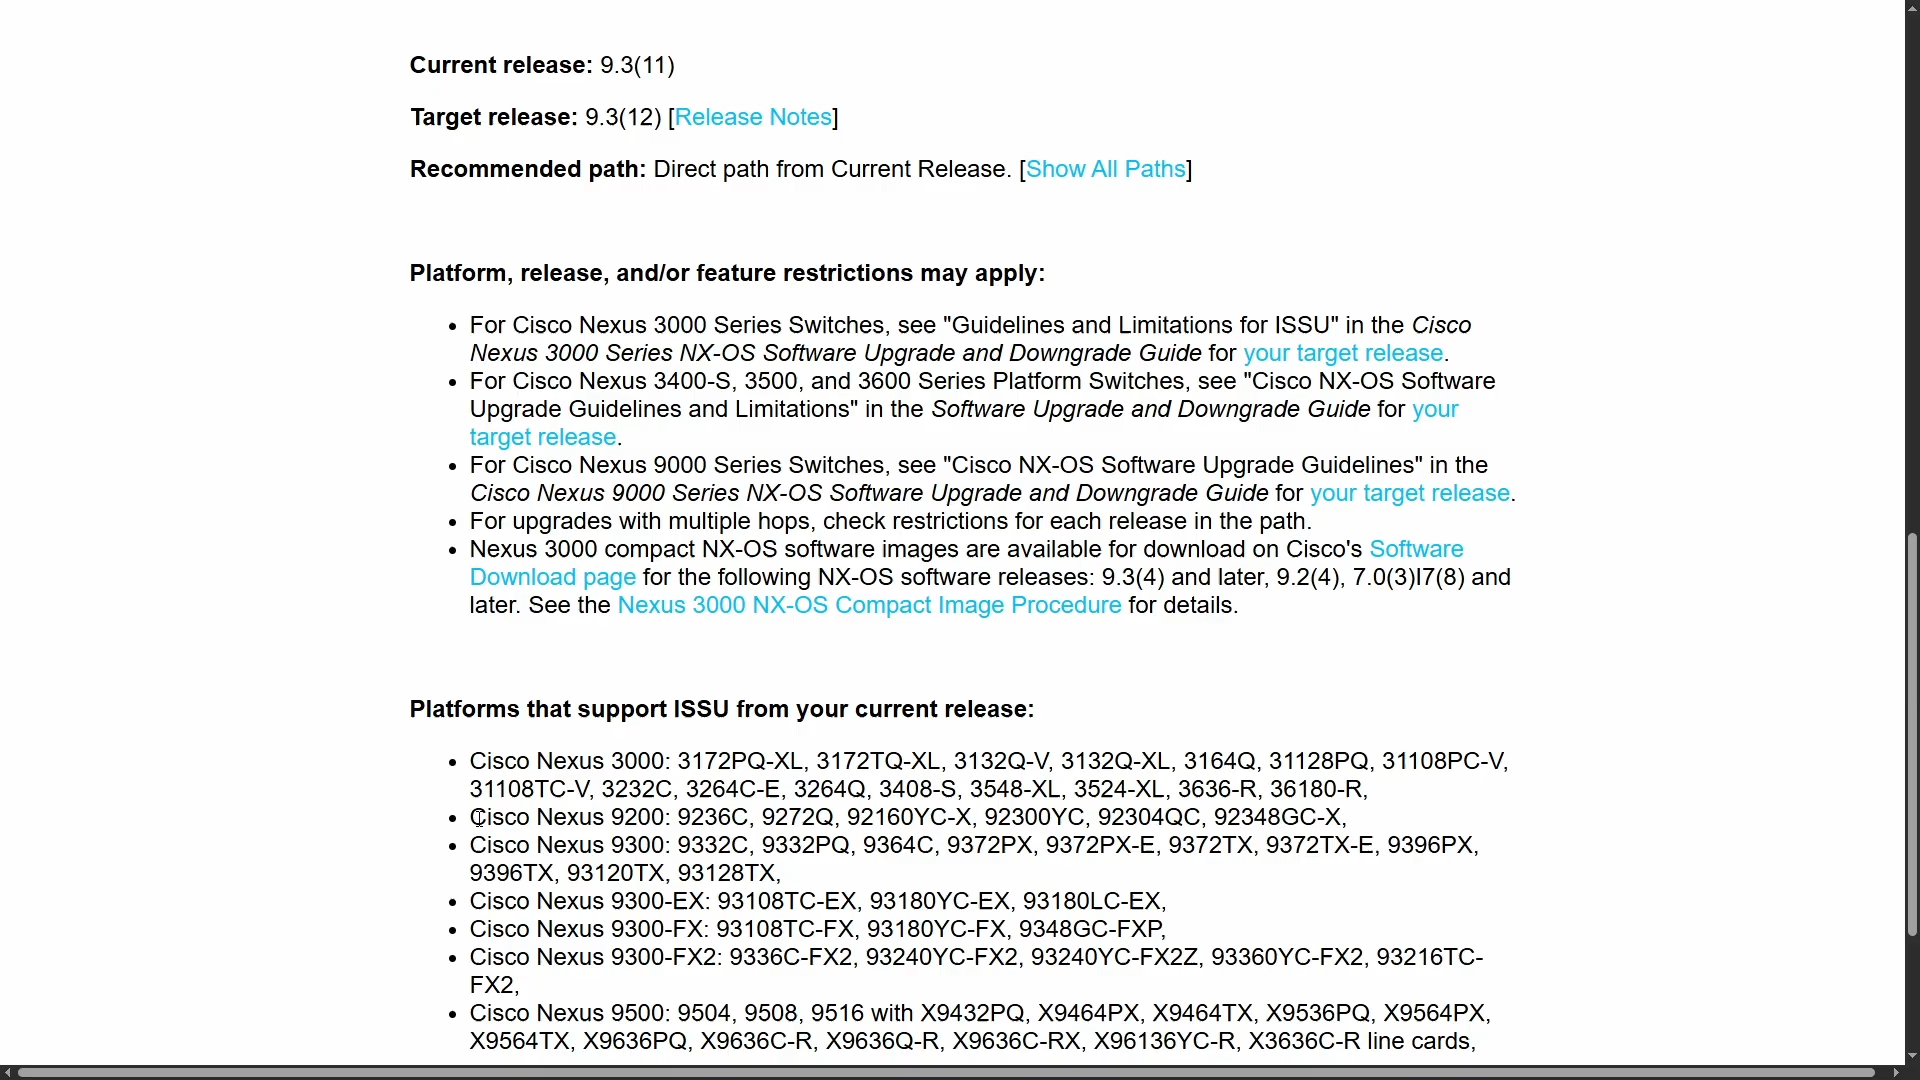 Current release: 9.3(11)
Target release: 9.3(12) [Release Notes]
Recommended path: Direct path from Current Release. [Show All Paths]
Platform, release, and/or feature restrictions may apply:
• For Cisco Nexus 3000 Series Switches, see "Guidelines and Limitations for ISSU" in the Cisco
Nexus 3000 Series NX-OS Software Upgrade and Downgrade Guide for your target release.
• For Cisco Nexus 3400-S, 3500, and 3600 Series Platform Switches, see "Cisco NX-OS Software
Upgrade Guidelines and Limitations" in the Software Upgrade and Downgrade Guide for your
target release.
• For Cisco Nexus 9000 Series Switches, see "Cisco NX-OS Software Upgrade Guidelines" in the
Cisco Nexus 9000 Series NX-OS Software Upgrade and Downgrade Guide for your target release.
• For upgrades with multiple hops, check restrictions for each release in the path.
• Nexus 3000 compact NX-OS software images are available for download on Cisco's Software
Download page for the following NX-OS software releases: 9.3(4) and later, 9.2(4), 7.0(3)I7(8) and
later. See the Nexus 3000 NX-OS Compact Image Procedure for details.
Platforms that support ISSU from your current release:
• Cisco Nexus 3000: 3172PQ-XL, 3172TQ-XL, 3132Q-V, 3132Q-XL, 3164Q, 31128PQ, 31108PC-V,
31108TC-V, 3232C, 3264C-E, 3264Q, 3408-S, 3548-XL, 3524-XL, 3636-R, 36180-R,
• Cisco Nexus 9200: 9236C, 9272Q, 92160YC-X, 92300YC, 92304QC, 92348GC-X,
• Cisco Nexus 9300: 9332C, 9332PQ, 9364C, 9372PX, 9372PX-E, 9372TX, 9372TX-E, 9396PX,
9396TX, 93120TX, 93128TX,
• Cisco Nexus 9300-EX: 93108TC-EX, 93180YC-EX, 93180LC-EX,
• Cisco Nexus 9300-FX: 93108TC-FX, 93180YC-FX, 9348GC-FXP,
• Cisco Nexus 9300-FX2: 9336C-FX2, 93240YC-FX2, 93240YC-FX2Z, 93360YC-FX2, 93216TC-
FX2,
• Cisco Nexus 9500: 9504, 9508, 9516 with X9432PQ, X9464PX, X9464TX, X9536PQ, X9564PX,
X9564TX, X9636PQ, X9636C-R, X9636Q-R, X9636C-RX, X96136YC-R, X3636C-R line cards,